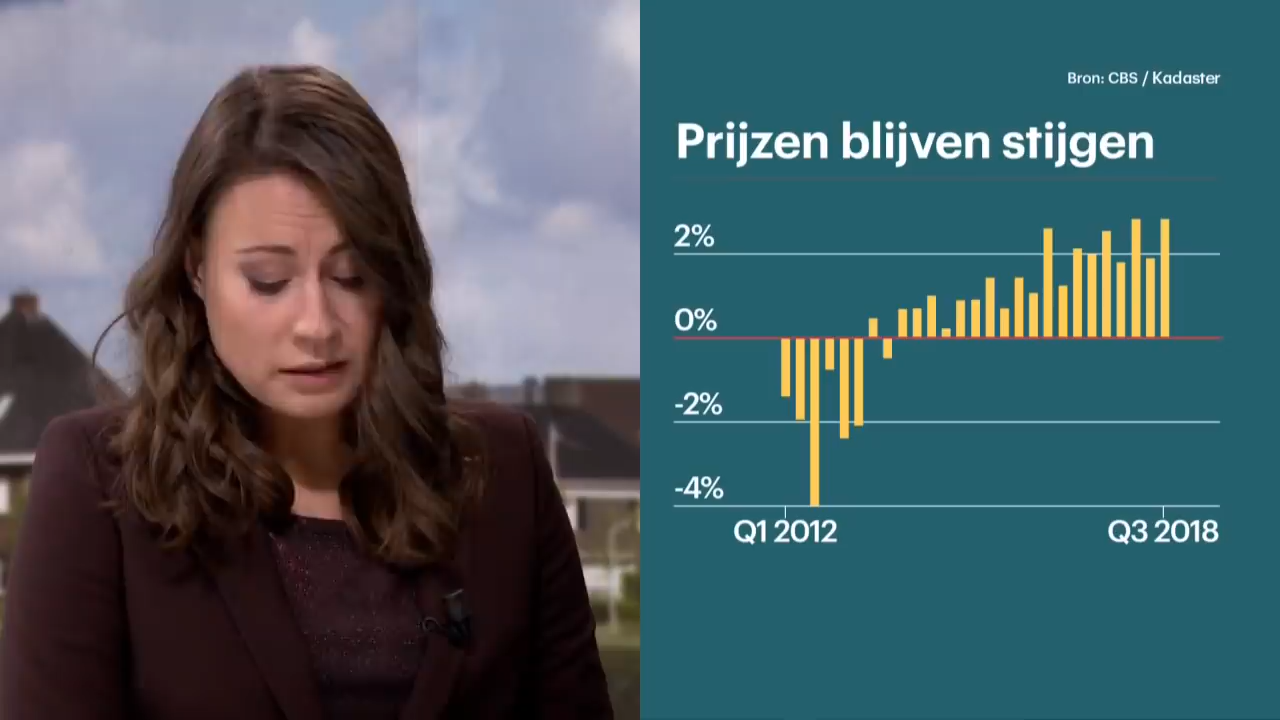 Bron: CBS / Kadaster
Prijzen blijven stijgen
2%
0%
-2%
-4%
Q1 2012 Q3 2018